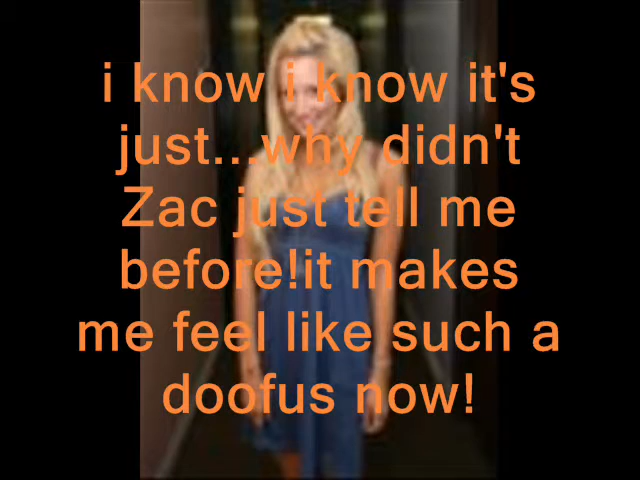 i know i know it's
just...why didn't
Zac just tell me
before!it makes
me feel like such a
doofus now!